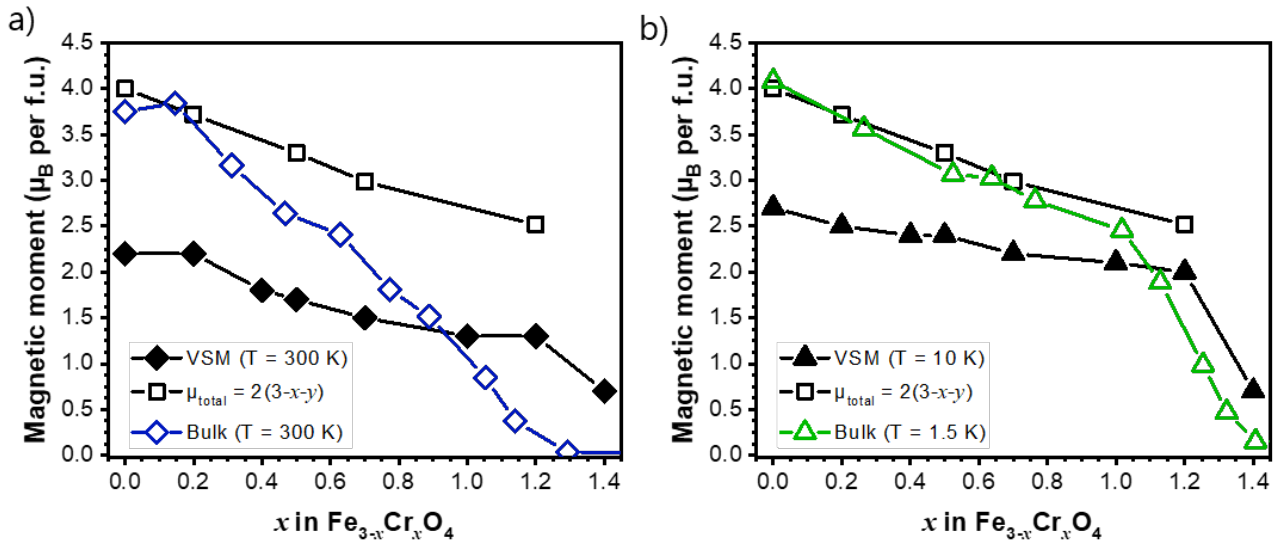 a)
Magnetic moment (μB per f.u.)
4.5
4.0
3.5
3.0
2.5
2.0
1.5
1.0
0.5
0.0
VSM (T = 300 K)
μtotal = 2(3-x-y)
Bulk (T = 300 K)
0.0 0.2 0.4 0.6 0.8 1.0 1.2 1.4
x in Fe3-xCrxO4
b)
Magnetic moment (μB per f.u.)
4.5
4.0
3.5
3.0
2.5
2.0
1.5
1.0
0.5
0.0
VSM (T = 10 K)
μtotal = 2(3-x-y)
Bulk (T = 1.5 K)
0.0 0.2 0.4 0.6 0.8 1.0 1.2 1.4
x in Fe3-xCrxO4